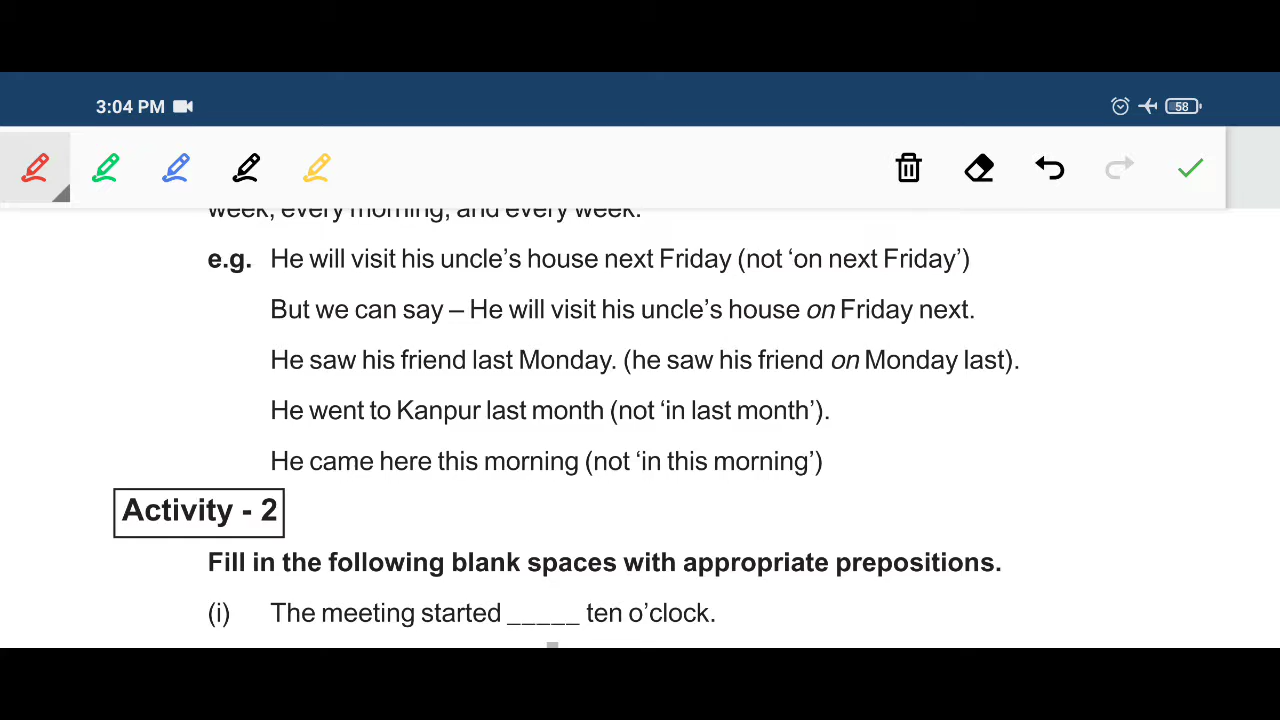 3:04 PM
58
week, every morning, and every week.
e.g. He will visit his uncle’s house next Friday (not ‘on next Friday’)
But we can say – He will visit his uncle’s house on Friday next.
He saw his friend last Monday. (he saw his friend on Monday last).
He went to Kanpur last month (not ‘in last month’).
He came here this morning (not ‘in this morning’)
Activity - 2
Fill in the following blank spaces with appropriate prepositions.
(i) The meeting started _____ ten o’clock.